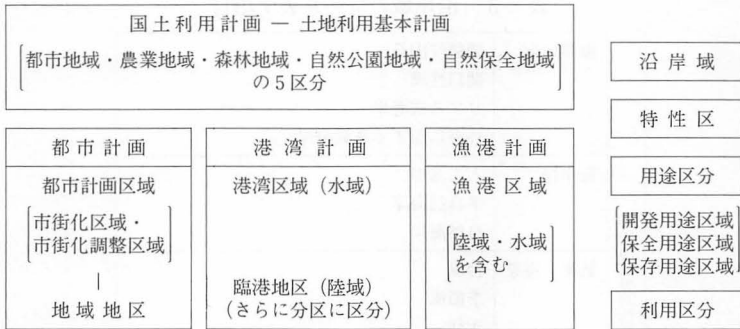 国土利用計画 — 土地利用基本計画
都市地域・農業地域・森林地域・自然公園地域・自然保全地域
の5区分
都市計画
都市計画区域
市街化区域・
市街化調整区域
地域地区
港湾計画
港湾区域（水域）
臨港地区（陸域）
（さらに分区に区分）
漁港計画
漁港区域
陸域・水域
を含む
沿岸域
特性区
用途区分
開発用途区域
保全用途区域
保存用途区域
利用区分